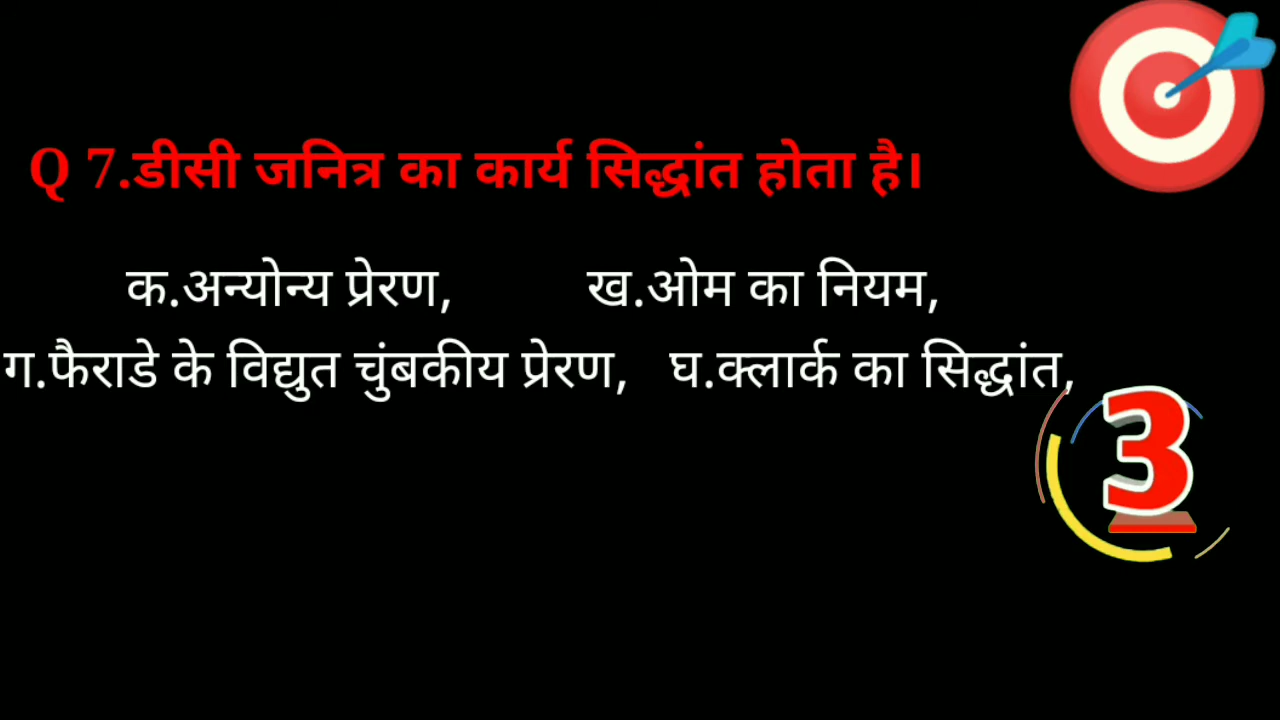 Q 7.डीसी जनित्र का कार्य सिद्धांत होता है।
क.अन्योन्य प्रेरण, ख.ओम का नियम,
ग.फैराडे के विद्युत चुंबकीय प्रेरण, घ.क्लार्क का सिद्धांत,
3